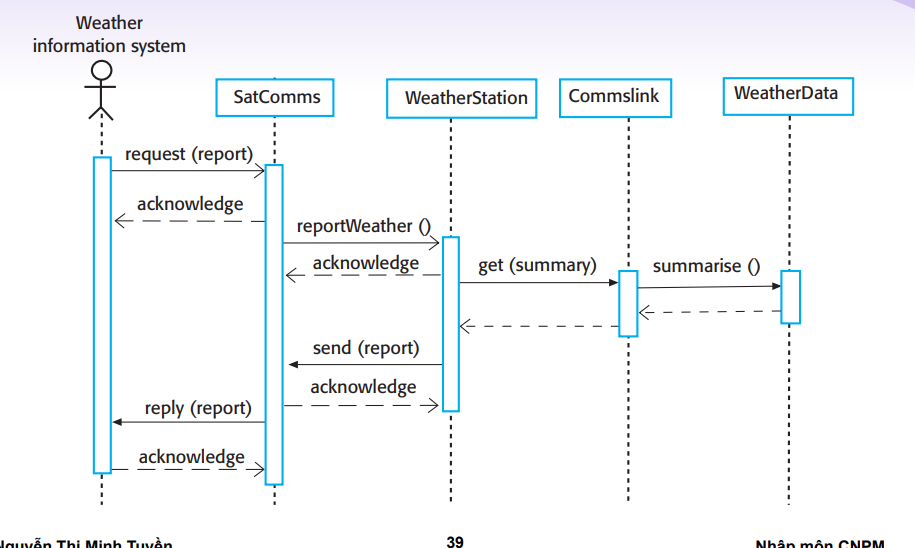 Weather
information system
SatComms
WeatherStation
Commslink
WeatherData
request (report)
acknowledge
reportWeather ()
acknowledge
get (summary)
summarise ()
send (report)
acknowledge
reply (report)
acknowledge
Nguyễn Thị Minh Tuyền
39
Nhập môn CNPM